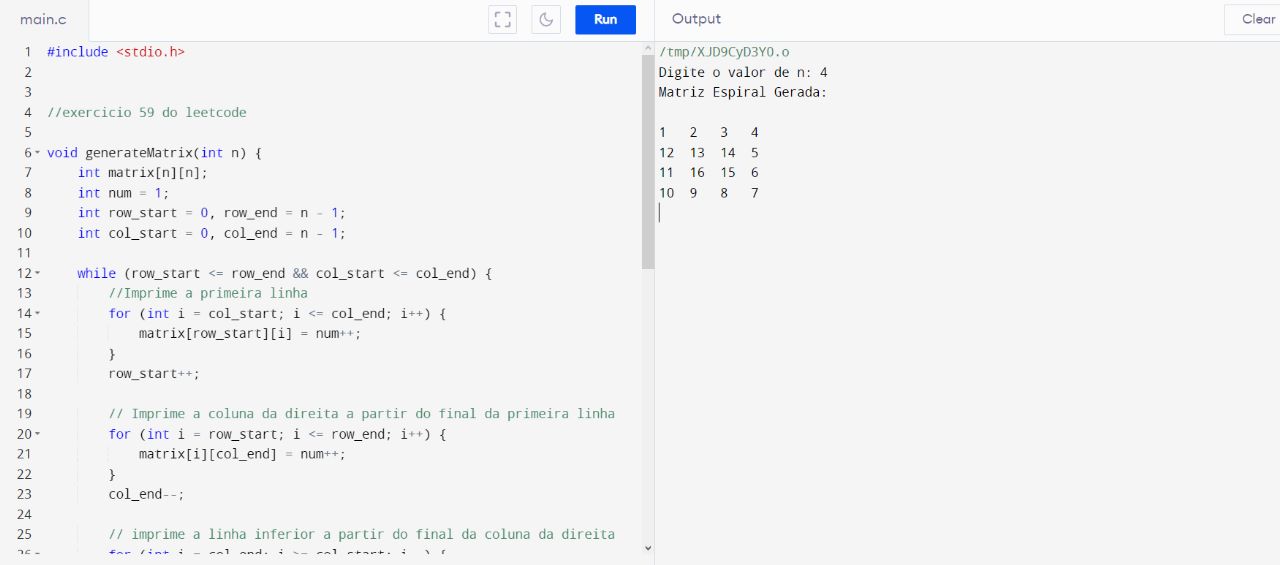 main.c
Run
Output
Clear
1 #include <stdio.h>
2
3
4 //exercicio 59 do leetcode
5
6 void generateMatrix(int n) {
7 int matrix[n][n];
8 int num = 1;
9 int row_start = 0, row_end = n - 1;
10 int col_start = 0, col_end = n - 1;
11
12 while (row_start <= row_end && col_start <= col_end) {
13 //Imprime a primeira linha
14 for (int i = col_start; i <= col_end; i++) {
15 matrix[row_start][i] = num++;
16 }
17 row_start++;
18
19 // Imprime a coluna da direita a partir do final da primeira linha
20 for (int i = row_start; i <= row_end; i++) {
21 matrix[i][col_end] = num++;
22 }
23 col_end--;
24
25 // imprime a linha inferior a partir do final da coluna da direita
26 for (int i = col_end; i >= col_start; i--) {
/tmp/XJD9CyD3Y0.o
Digite o valor de n: 4
Matriz Espiral Gerada:
1 2 3 4
12 13 14 5
11 16 15 6
10 9 8 7